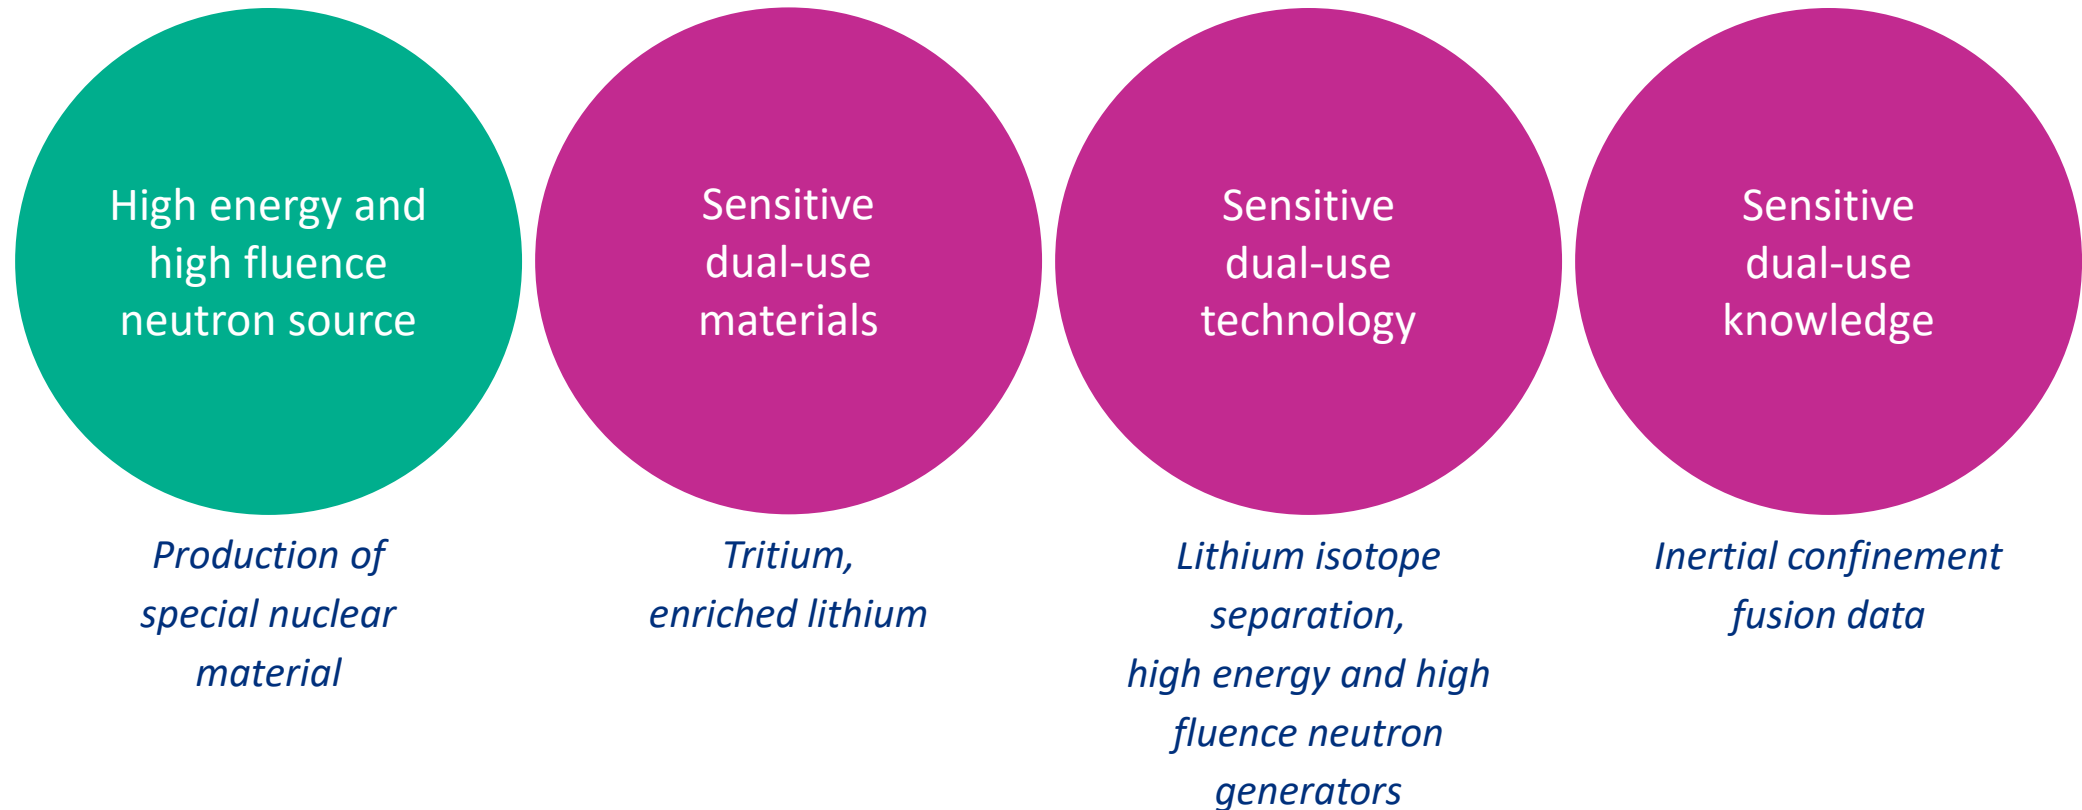 High energy and
high fluence
neutron source
Production of
special nuclear
material
Sensitive
dual-use
materials
Tritium,
enriched lithium
Sensitive
dual-use
technology
Lithium isotope
separation,
high energy and high
fluence neutron
generators
Sensitive
dual-use
knowledge
Inertial confinement
fusion data